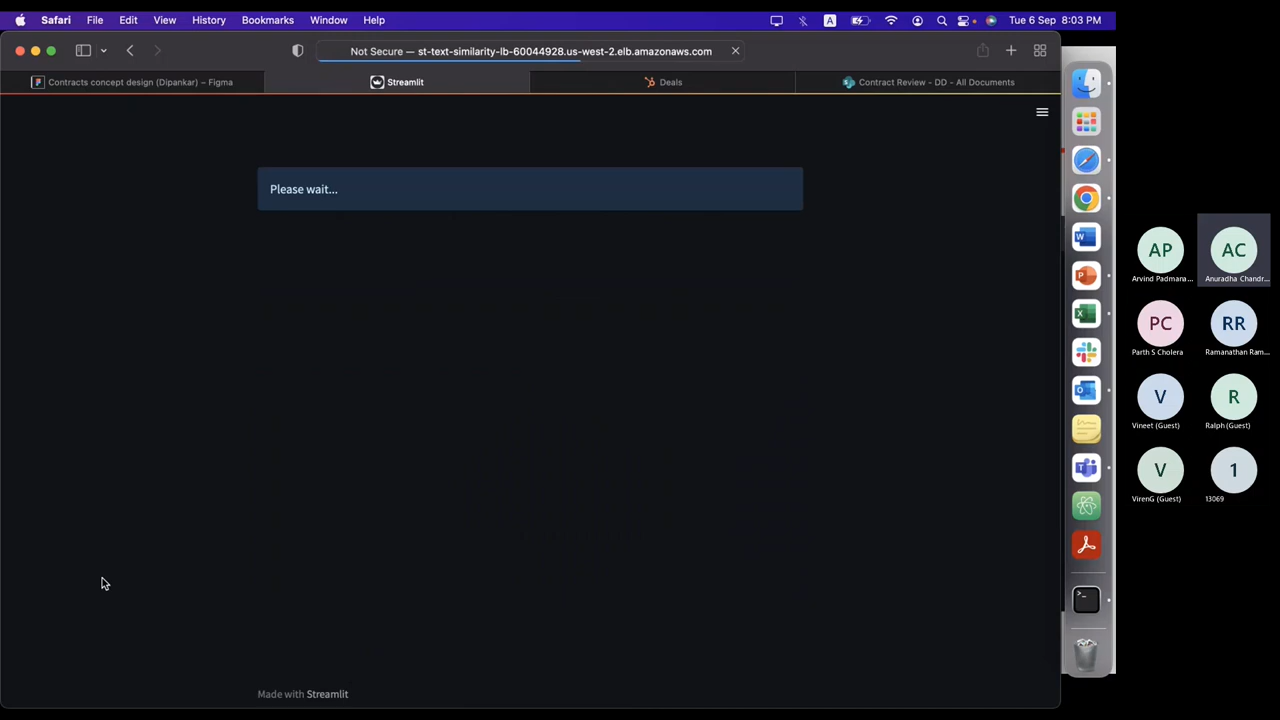 Safari File Edit View History Bookmarks Window Help A Tue 6 Sep 8:03 PM
Not Secure — st-text-similarity-lb-60044928.us-west-2.elb.amazonaws.com
Contracts concept design (Dipankar) – Figma Streamlit Deals Contract Review - DD - All Documents
Please wait...
Made with Streamlit
AP AC
Arvind Padmana... Anuradha Chandr...
PC RR
Parth S Cholera Ramanathan Ram...
V R
Vineet (Guest) Ralph (Guest)
V 1
VirenG (Guest) 13069